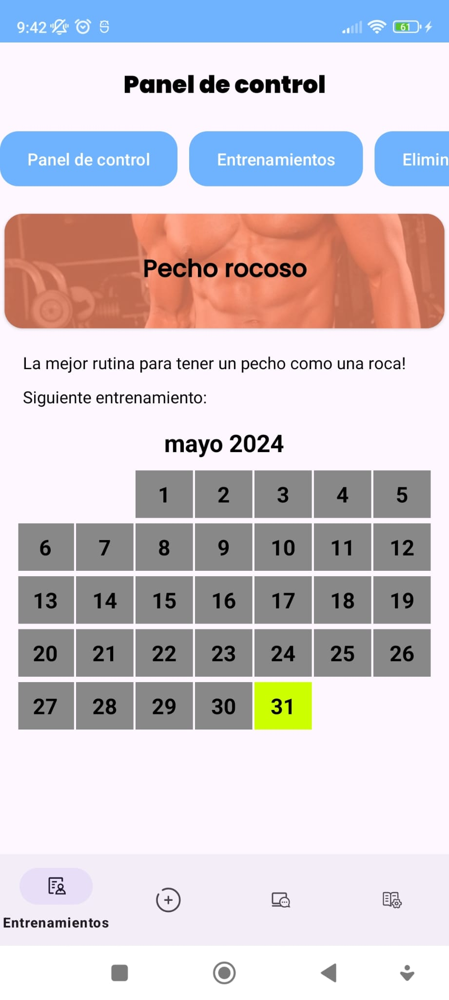 9:42
61
Panel de control
Panel de control Entrenamientos Elimin
Pecho rocoso
La mejor rutina para tener un pecho como una roca!
Siguiente entrenamiento:
mayo 2024
1 2 3 4 5
6 7 8 9 10 11 12
13 14 15 16 17 18 19
20 21 22 23 24 25 26
27 28 29 30 31
Entrenamientos